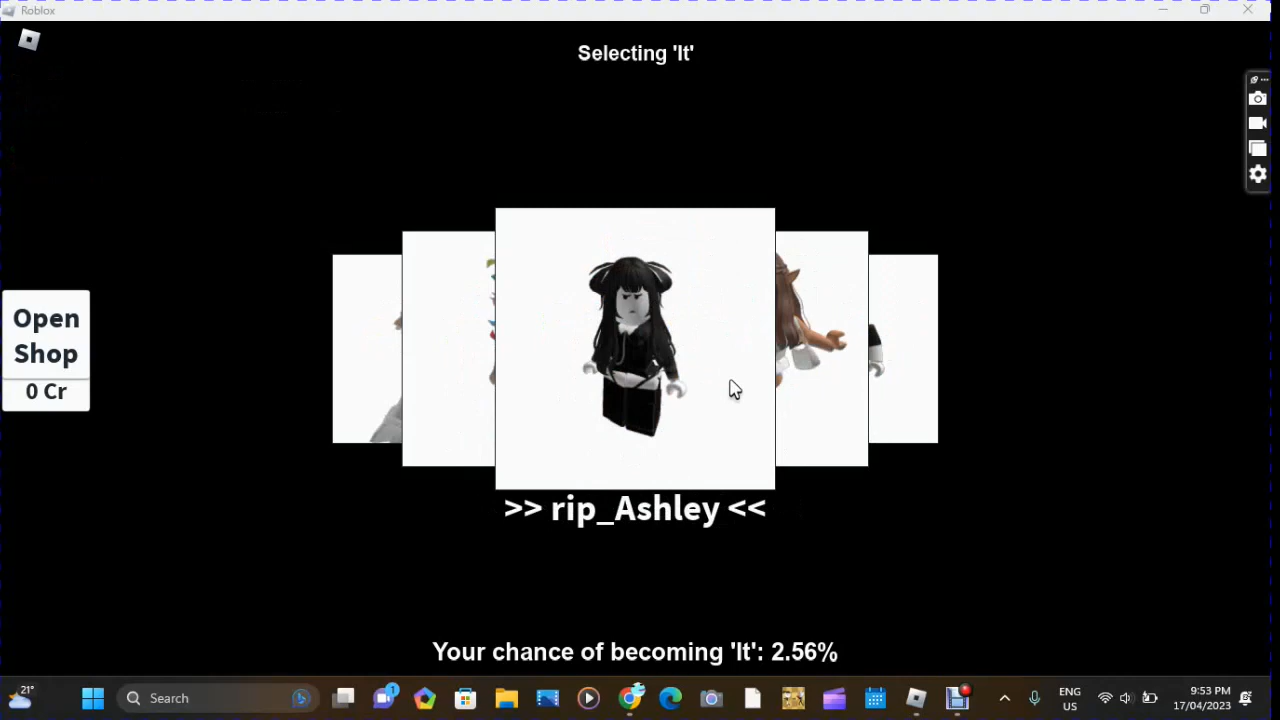 Roblox
Selecting 'It'
Open
Shop
0 Cr
>> rip_Ashley <<
Your chance of becoming 'It': 2.56%
21°
Search
1
ENG
US
9:53 PM
17/04/2023